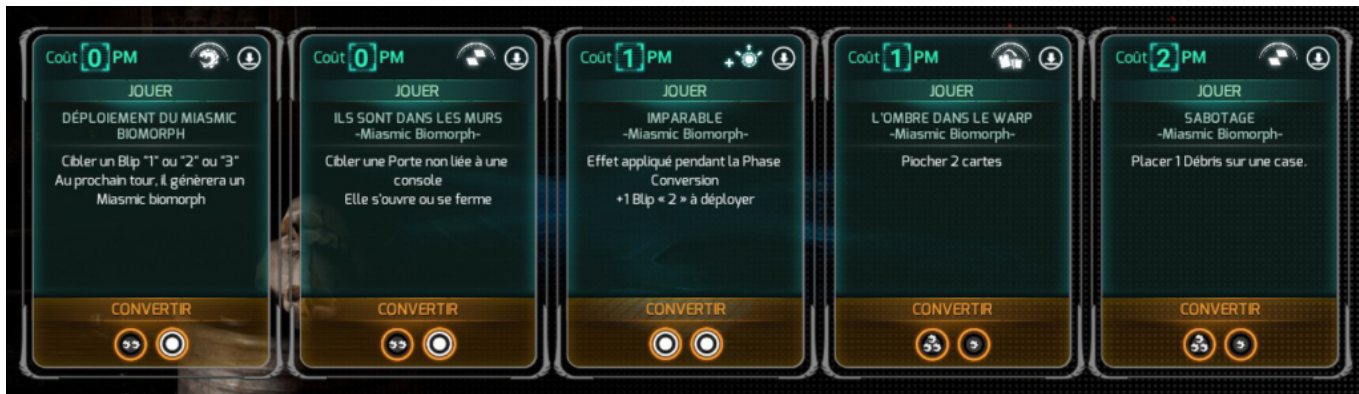 Coût 0 PM
JOUER
DÉPLOIEMENT DU MIASMIC
BIOMORPH
Cibler un Blip "1" ou "2" ou "3"
Au prochain tour, il génèrera un
Miasmic biomorph
CONVERTIR
Coût 0 PM
JOUER
ILS SONT DANS LES MURS
-Miasmic Biomorph-
Cibler une Porte non liée à une
console
Elle s'ouvre ou se ferme
CONVERTIR
Coût 1 PM
JOUER
IMPARABLE
-Miasmic Biomorph-
Effet appliqué pendant la Phase
Conversion
+1 Blip « 2 » à déployer
CONVERTIR
Coût 1 PM
JOUER
L'OMBRE DANS LE WARP
-Miasmic Biomorph-
Piocher 2 cartes
CONVERTIR
Coût 2 PM
JOUER
SABOTAGE
-Miasmic Biomorph-
Placer 1 Débris sur une case.
CONVERTIR